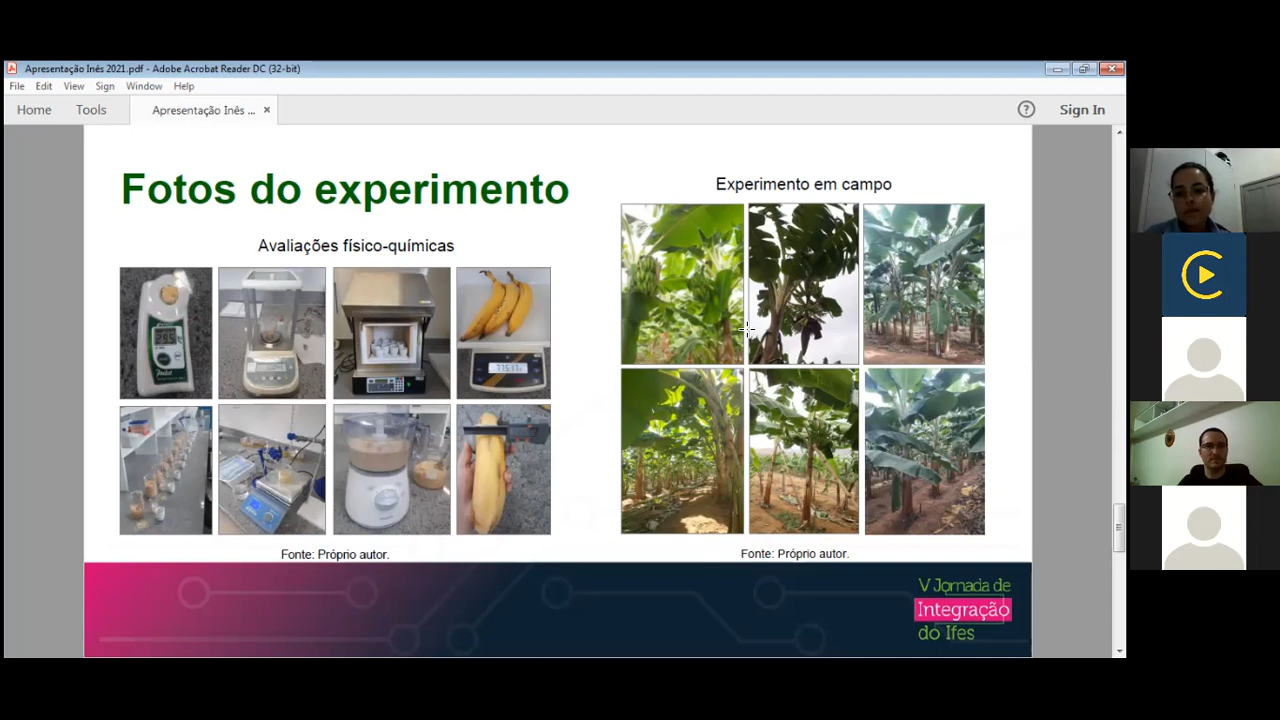 Apresentação Inês 2021.pdf - Adobe Acrobat Reader DC (32-bit)
File Edit View Sign Window Help
Home Tools Apresentação Inês ... × Sign In
Fotos do experimento
Avaliações físico-químicas
Fonte: Próprio autor.
Experimento em campo
Fonte: Próprio autor.
V Jornada de
Integração
do Ifes